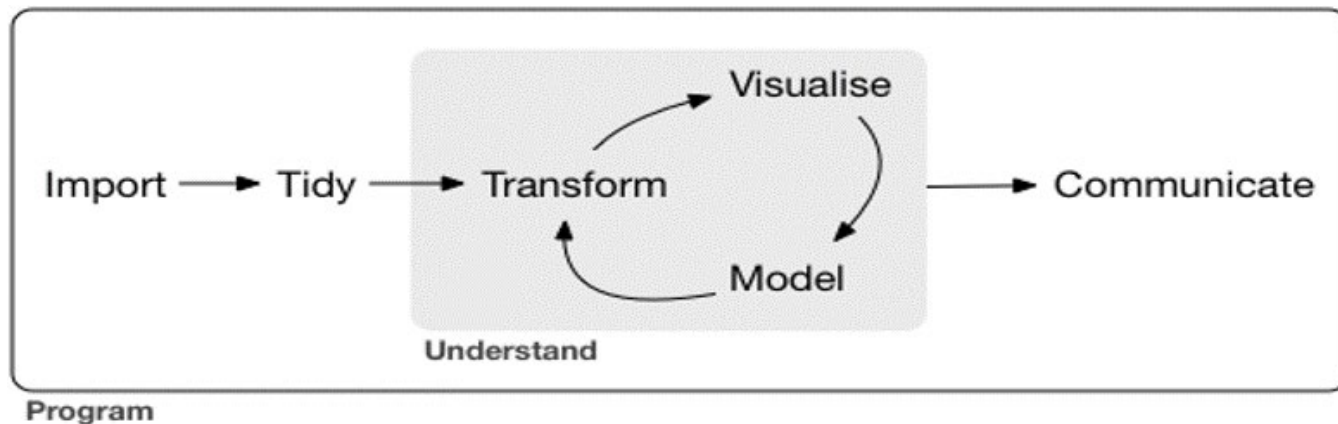 Visualise
Import
Tidy
Transform
Communicate
Model
Understand
Program